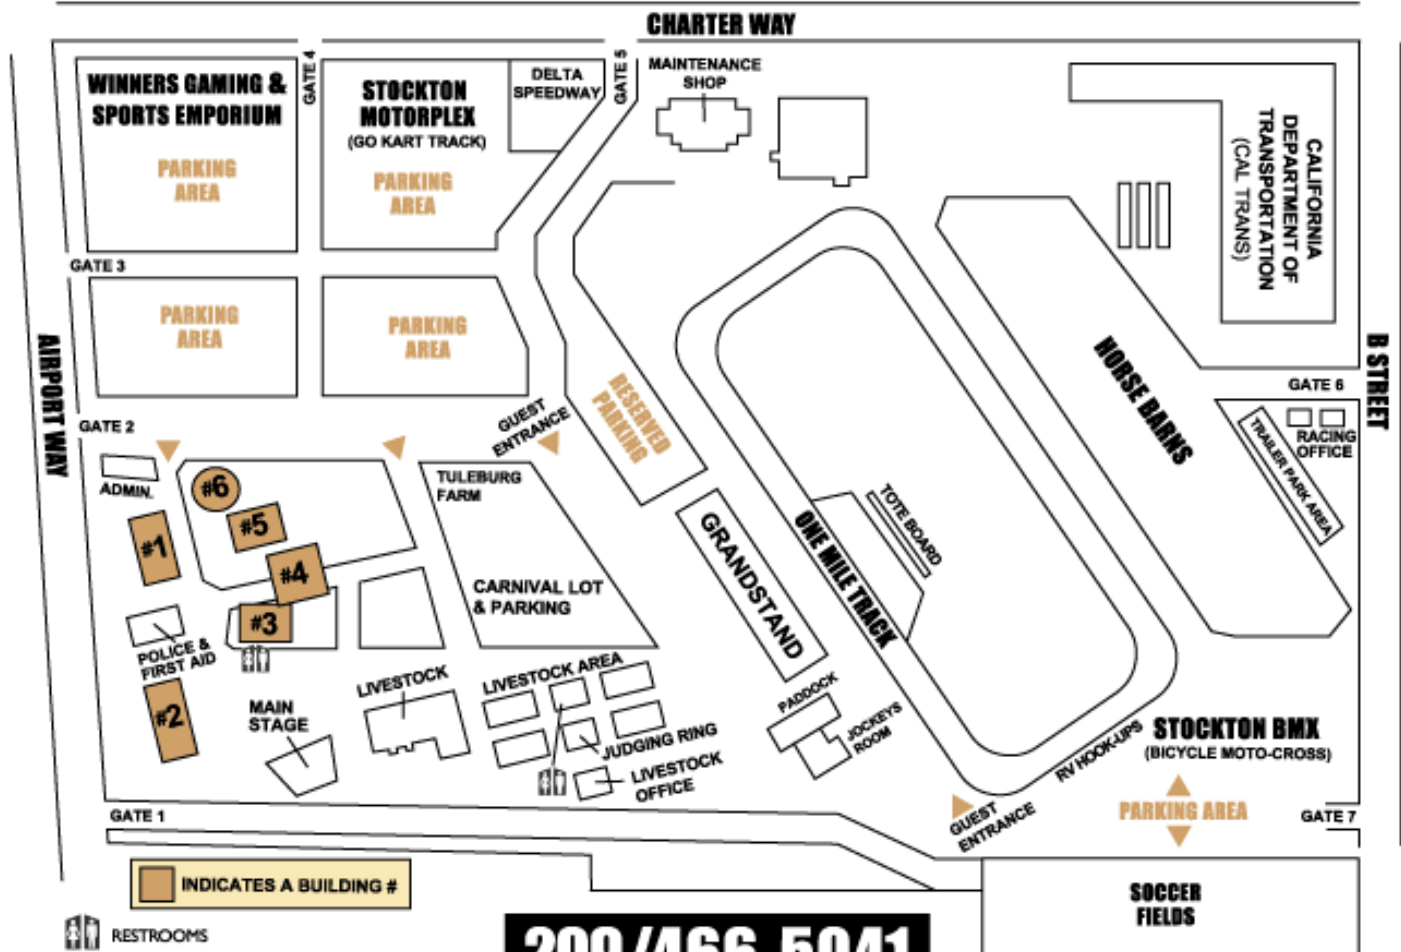 CHARTER WAY
WINNERS GAMING &
SPORTS EMPORIUM
PARKING
AREA
GATE 4
STOCKTON
MOTORPLEX
(GO KART TRACK)
PARKING
AREA
DELTA
SPEEDWAY
GATE 5
MAINTENANCE
SHOP
CALIFORNIA
DEPARTMENT OF
TRANSPORTATION
(CAL TRANS)
GATE 3
PARKING
AREA
PARKING
AREA
AIRPORT WAY
B STREET
HORSE BARNS
GATE 6
RACING
OFFICE
TRAILER PARK AREA
GATE 2
GUEST
ENTRANCE
RESERVED
PARKING
ADMIN.
#6
#5
#1
#4
#3
TULEBURG
FARM
CARNIVAL LOT
& PARKING
GRANDSTAND
ONE MILE TRACK
TOTE BOARD
POLICE &
FIRST AID
#2
MAIN
STAGE
LIVESTOCK
LIVESTOCK AREA
JUDGING RING
LIVESTOCK
OFFICE
PADDOCK
JOCKEYS
ROOM
RV HOOK-UPS
STOCKTON BMX
(BICYCLE MOTO-CROSS)
PARKING AREA
GUEST
ENTRANCE
GATE 7
GATE 1
INDICATES A BUILDING #
SOCCER
FIELDS
RESTROOMS
209/466-5041